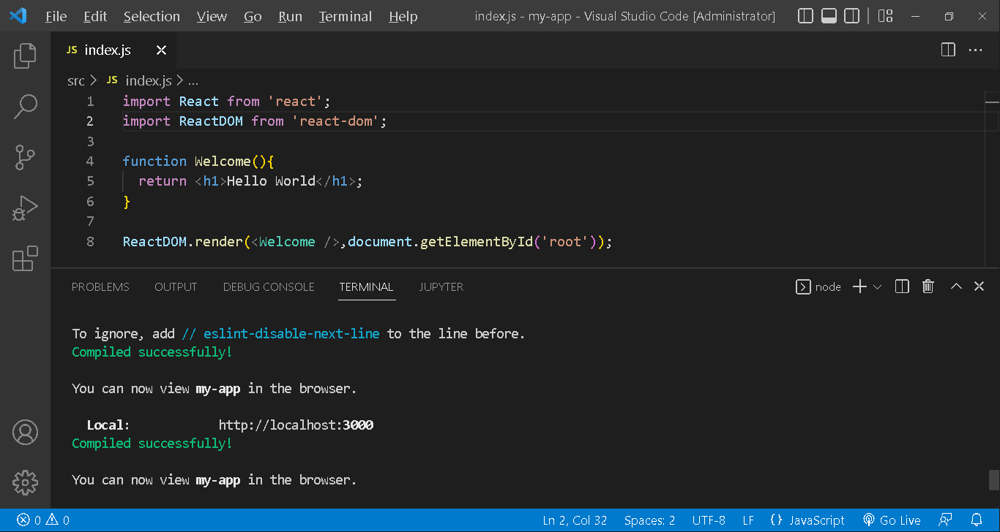 File Edit Selection View Go Run Terminal Help index.js - my-app - Visual Studio Code [Administrator]
JS index.js
src > JS index.js > ...
1 import React from 'react';
2 import ReactDOM from 'react-dom';
3
4 function Welcome(){
5   return <h1>Hello World</h1>;
6 }
7
8 ReactDOM.render(<Welcome />,document.getElementById('root'));
PROBLEMS OUTPUT DEBUG CONSOLE TERMINAL JUPYTER node
To ignore, add // eslint-disable-next-line to the line before.
Compiled successfully!
You can now view my-app in the browser.
Local: http://localhost:3000
Compiled successfully!
You can now view my-app in the browser.
0 0 Ln 2, Col 32 Spaces: 2 UTF-8 LF {} JavaScript Go Live